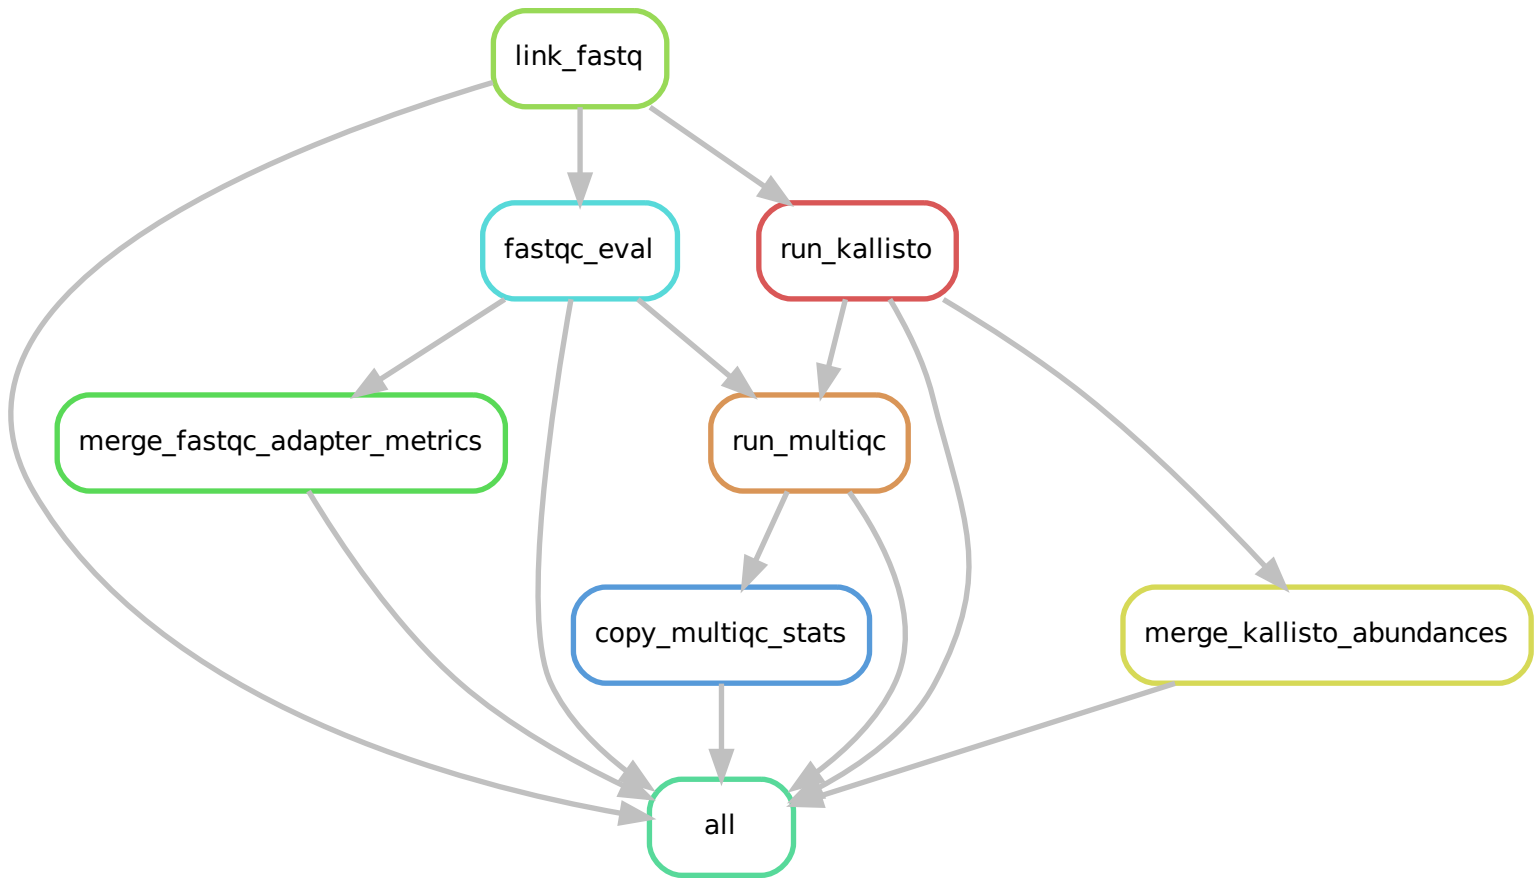 link_fastq
fastqc_eval
run_kallisto
merge_fastqc_adapter_metrics
run_multiqc
copy_multiqc_stats
merge_kallisto_abundances
all